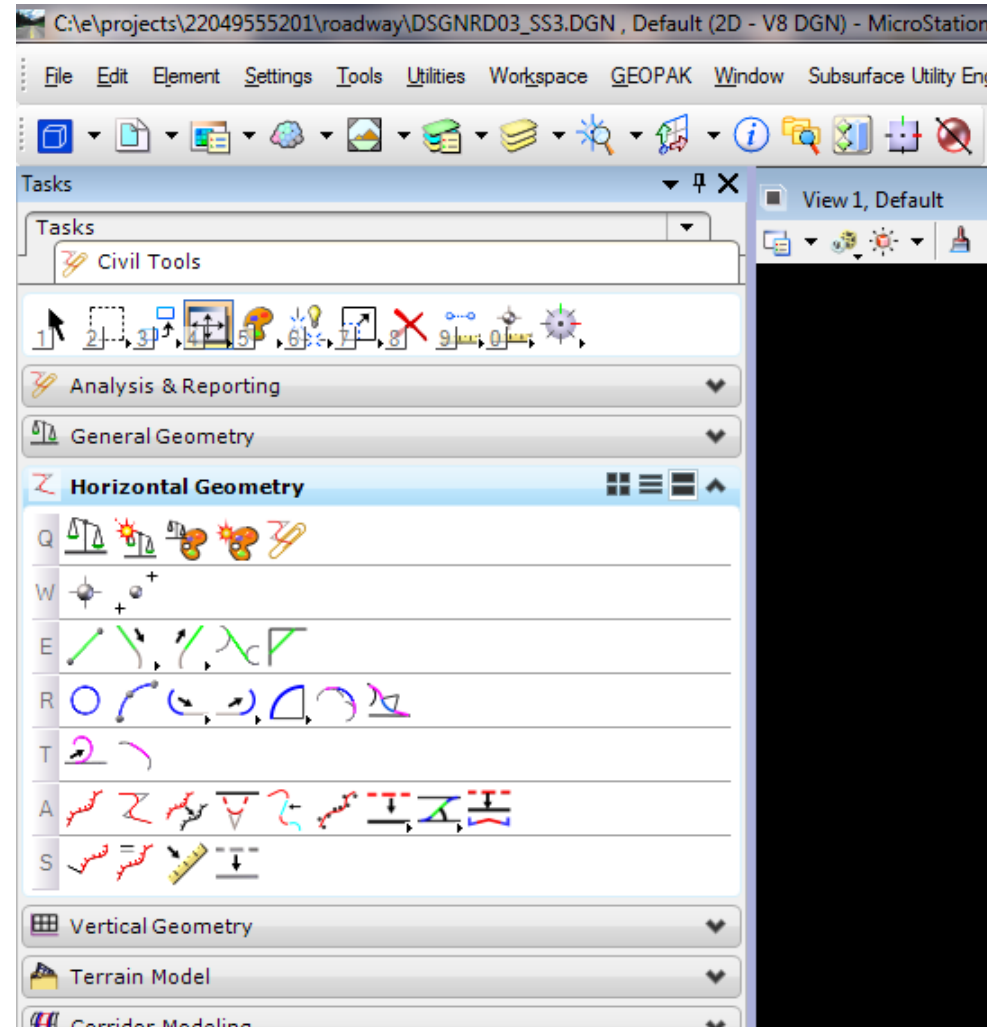 C:\e\projects\22049555201\roadway\DSGNRD03_SS3.DGN , Default (2D - V8 DGN) - MicroStation
File Edit Element Settings Tools Utilities Workspace GEOPAK Window Subsurface Utility
Tasks
View 1, Default
Tasks
Civil Tools
1 2 3 4 5 6 7 8 9 0
Analysis & Reporting
General Geometry
Horizontal Geometry
Q
W
E
R
T
A
S
Vertical Geometry
Terrain Model
Corridor Modeling